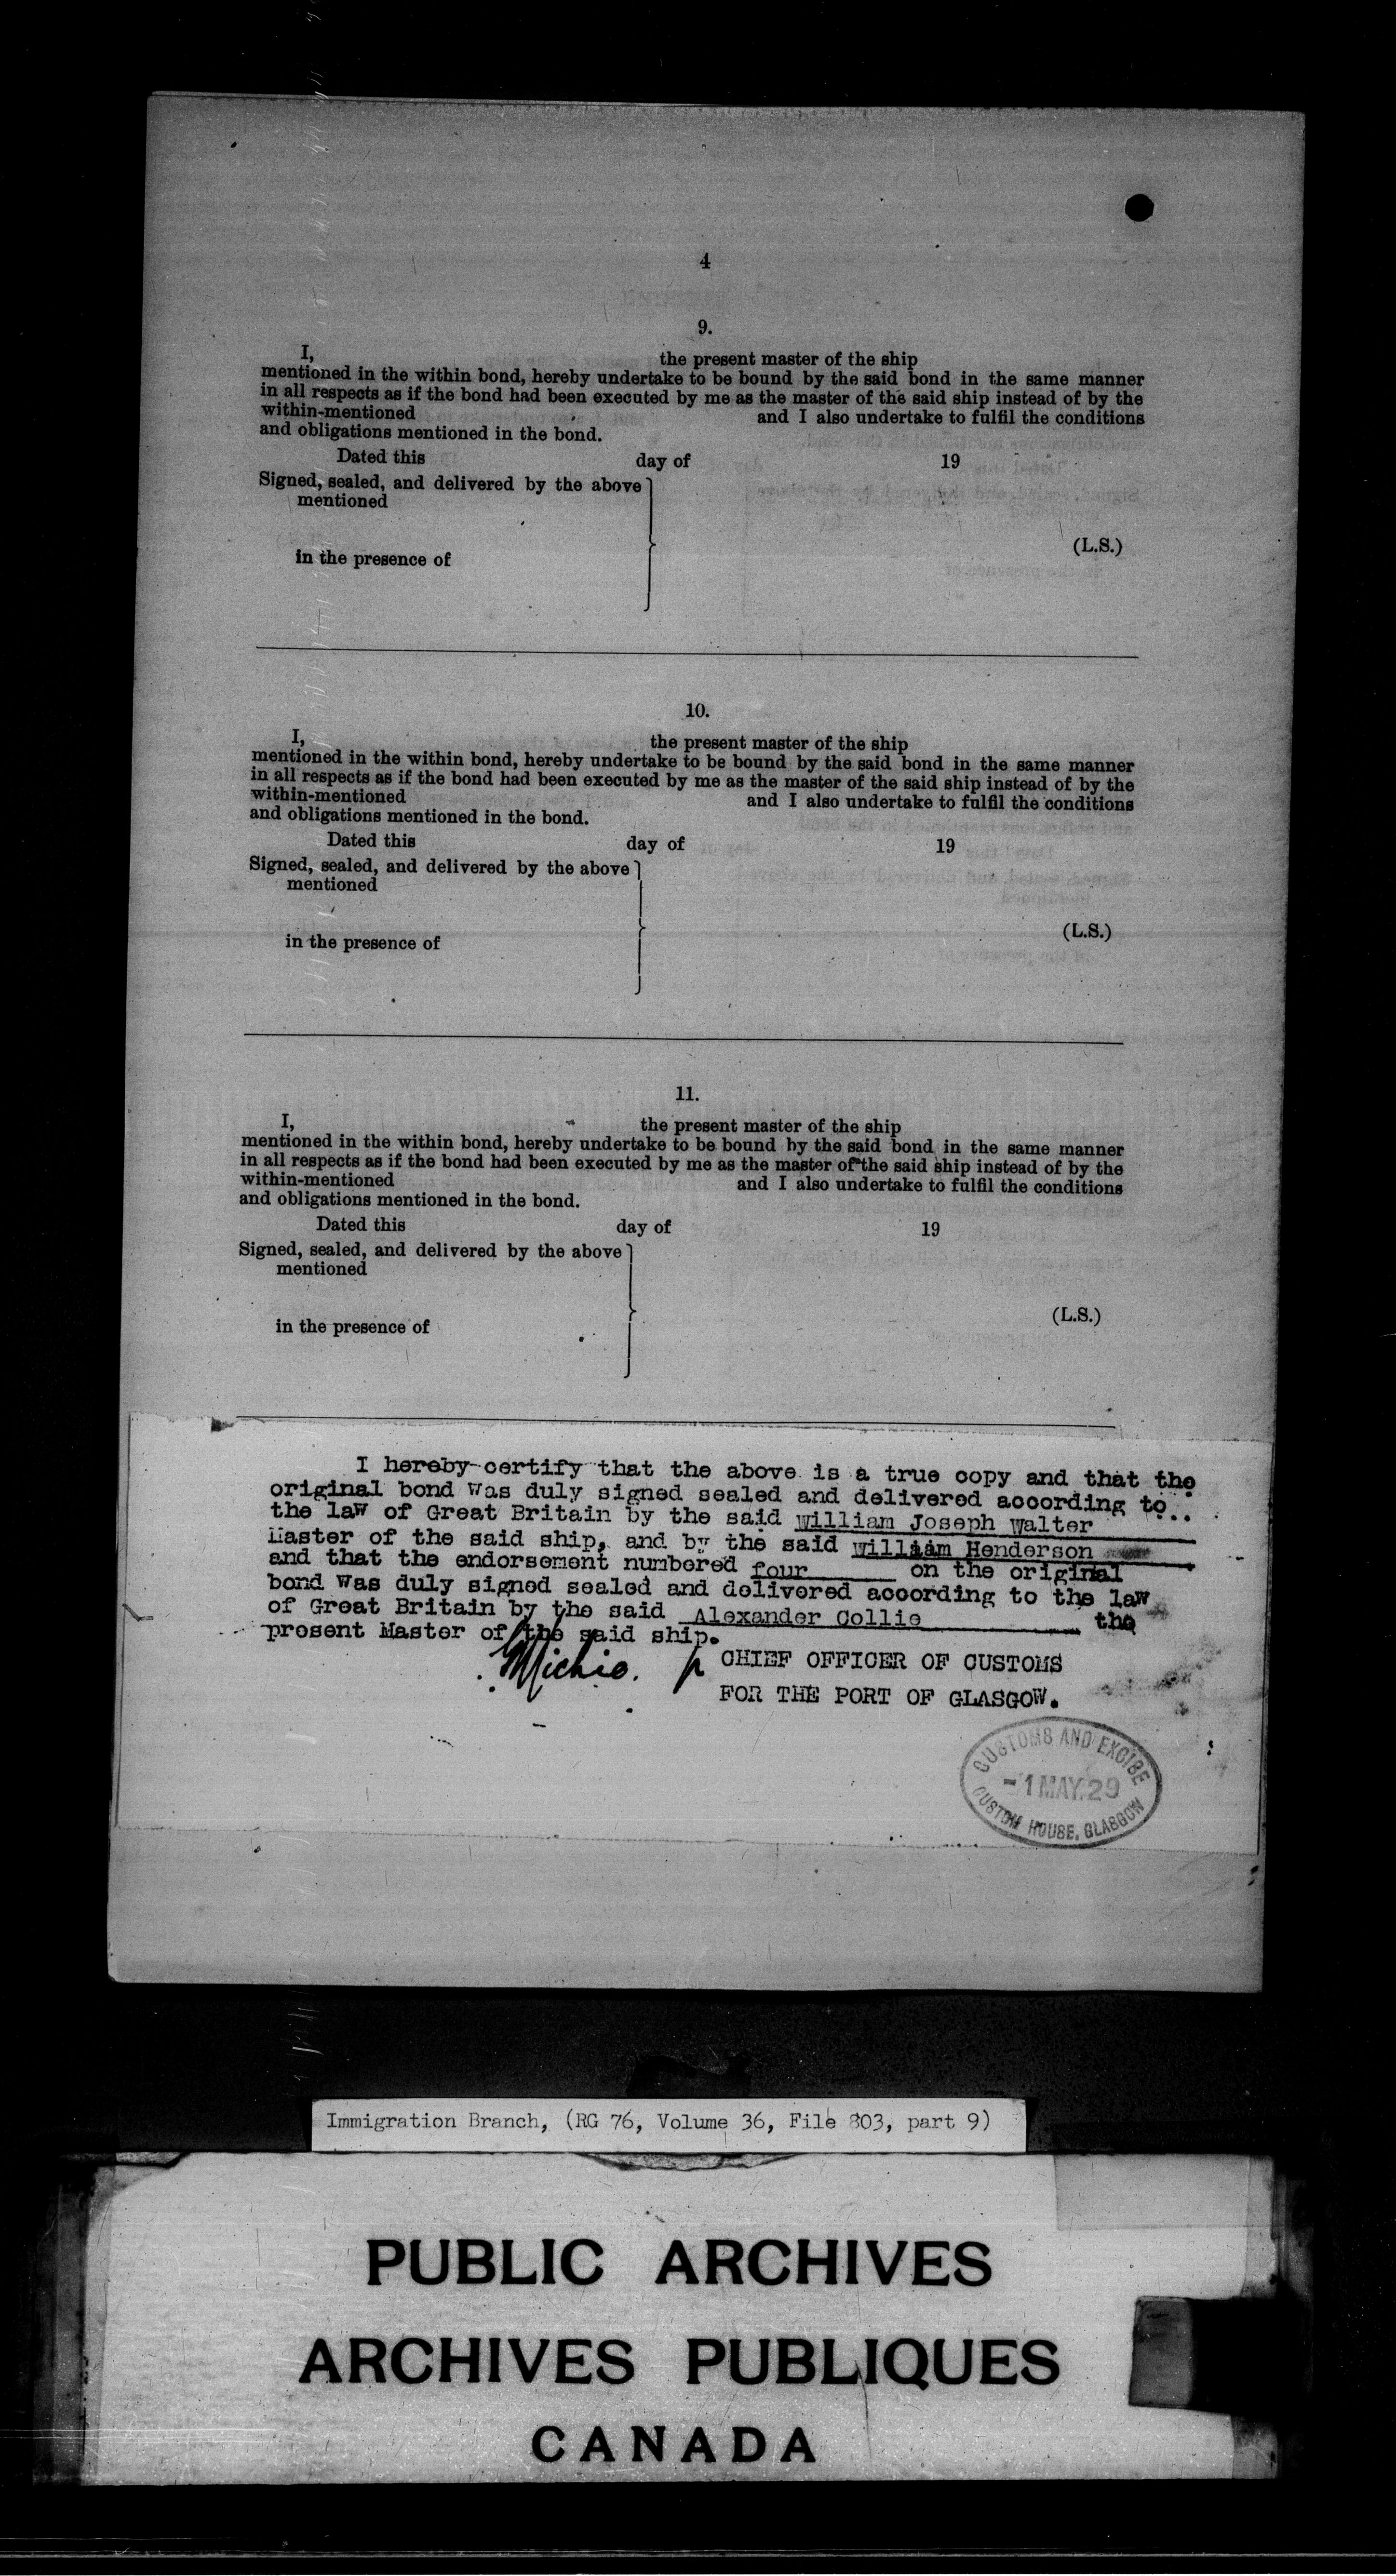 4
9.
I, the present master of the ship
mentioned in the within bond, hereby undertake to be bound by the said bond in the same manner
in all respects as if the bond had been executed by me as the master of the said ship instead of by the
within-mentioned and I also undertake to fulfil the conditions
and obligations mentioned in the bond.
Dated this day of 19
Signed, sealed, and delivered by the above
mentioned
(L.S.)
in the presence of
10.
I, the present master of the ship
mentioned in the within bond, hereby undertake to be bound by the said bond in the same manner
in all respects as if the bond had been executed by me as the master of the said ship instead of by the
within-mentioned and I also undertake to fulfil the conditions
and obligations mentioned in the bond.
Dated this day of 19
Signed, sealed, and delivered by the above
mentioned
(L.S.)
in the presence of
11.
I, the present master of the ship
mentioned in the within bond, hereby undertake to be bound by the said bond in the same manner
in all respects as if the bond had been executed by me as the master of the said ship instead of by the
within-mentioned and I also undertake to fulfil the conditions
and obligations mentioned in the bond.
Dated this day of 19
Signed, sealed, and delivered by the above
mentioned
(L.S.)
in the presence of
I hereby certify that the above is a true copy and that the
original bond was duly signed sealed and delivered according to
the law of Great Britain by the said William Joseph Walter
Master of the said ship, and by the said William Henderson
and that the endorsement numbered four on the original
bond was duly signed sealed and delivered according to the law
of Great Britain by the said Alexander Collie the
present Master of the said ship.
Michie. p CHIEF OFFICER OF CUSTOMS
FOR THE PORT OF GLASGOW.
CUSTOMS AND EXCISE
-1 MAY.29
CUSTOM HOUSE, GLASGOW
Immigration Branch, (RG 76, Volume 36, File 803, part 9)
PUBLIC ARCHIVES
ARCHIVES PUBLIQUES
CANADA